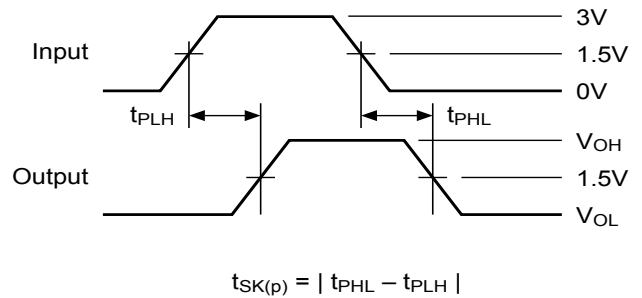 3V
Input
1.5V
0V
tPLH
tPHL
VOH
Output
1.5V
VOL
tSK(p) = | tPHL – tPLH |